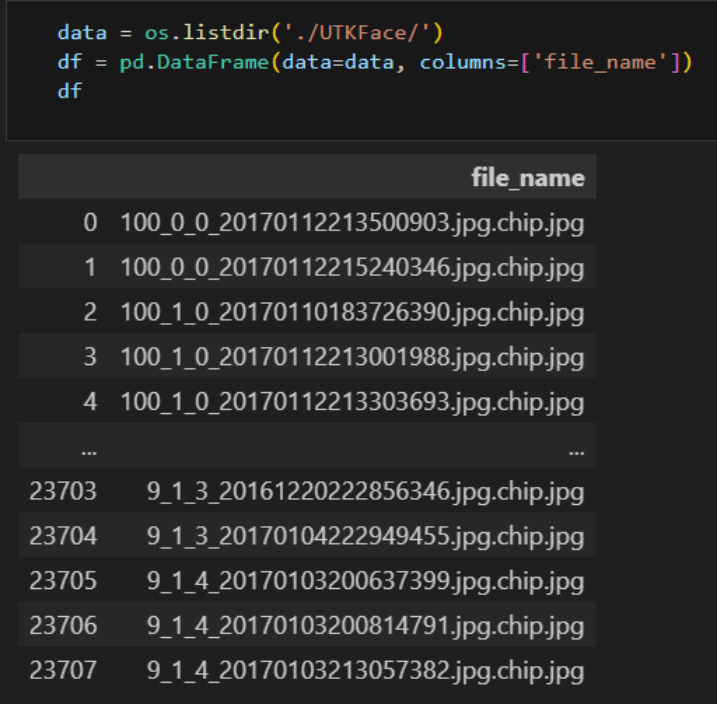 data = os.listdir('./UTKFace/')
df = pd.DataFrame(data=data, columns=['file_name'])
df
file_name
0 100_0_0_20170112213500903.jpg.chip.jpg
1 100_0_0_20170112215240346.jpg.chip.jpg
2 100_1_0_20170110183726390.jpg.chip.jpg
3 100_1_0_20170112213001988.jpg.chip.jpg
4 100_1_0_20170112213303693.jpg.chip.jpg
... ...
23703 9_1_3_20161220222856346.jpg.chip.jpg
23704 9_1_3_20170104222949455.jpg.chip.jpg
23705 9_1_4_20170103200637399.jpg.chip.jpg
23706 9_1_4_20170103200814791.jpg.chip.jpg
23707 9_1_4_20170103213057382.jpg.chip.jpg